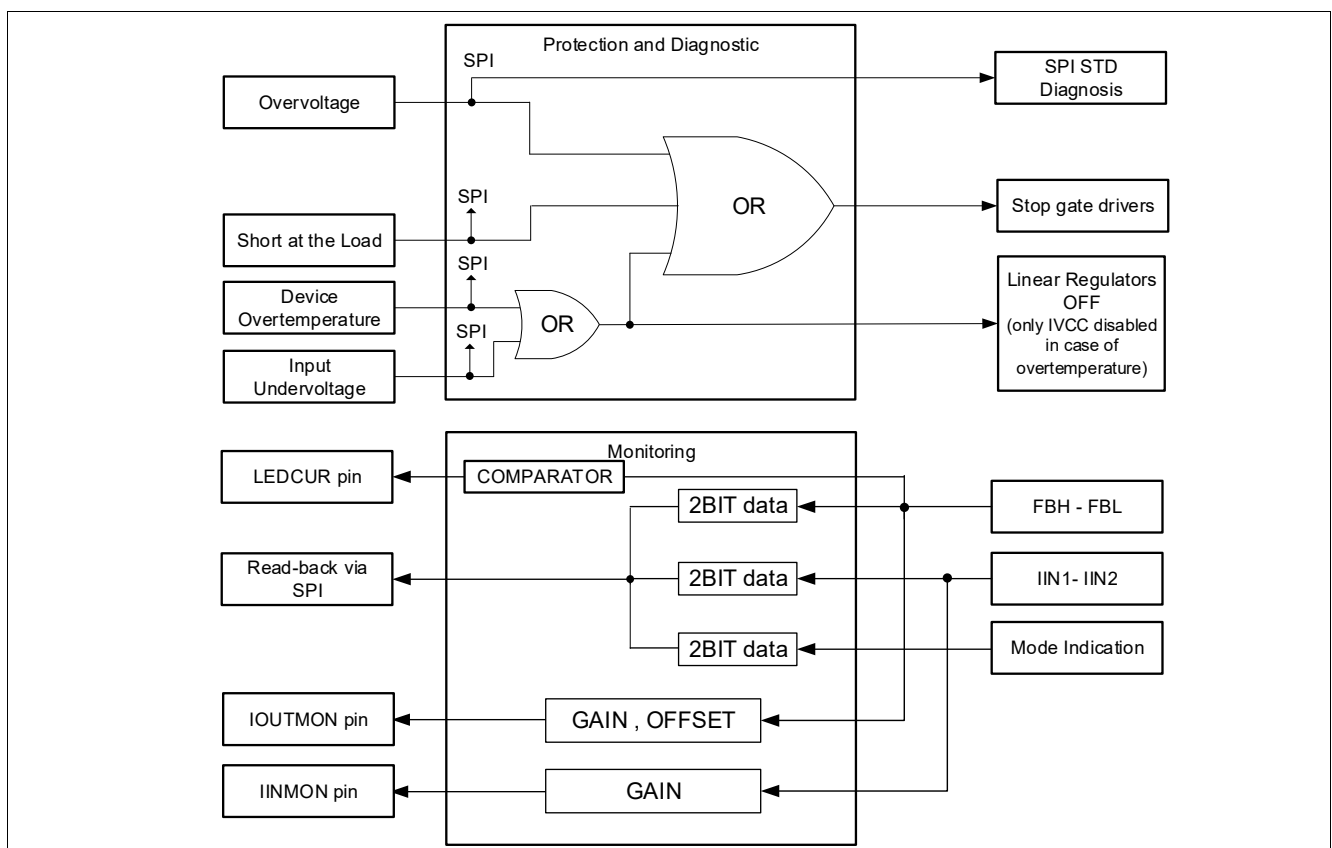 Protection and Diagnostic
SPI
SPI STD
Diagnosis
Overvoltage
SPI
OR
Stop gate drivers
Short at the Load
SPI
Linear Regulators
OFF
(only IVCC disabled
in case of
overtemperature)
Device
Overtemperature
OR
SPI
Input
Undervoltage
Monitoring
LEDCUR pin
COMPARATOR
2BIT data
FBH - FBL
Read-back via
SPI
2BIT data
IIN1- IIN2
2BIT data
Mode Indication
IOUTMON pin
GAIN , OFFSET
IINMON pin
GAIN